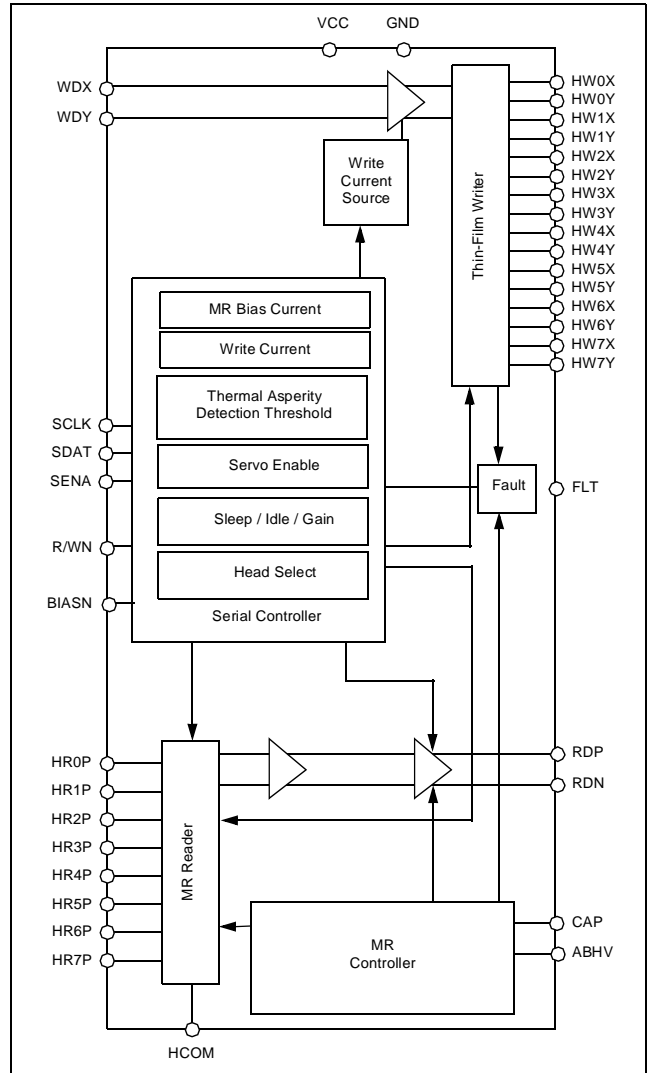 VCC
GND
WDX
WDY
HW0X
HW0Y
HW1X
HW1Y
HW2X
HW2Y
HW3X
HW3Y
HW4X
HW4Y
HW5X
HW5Y
HW6X
HW6Y
HW7X
HW7Y
Thin-Film Writer
Write
Current
Source
MR Bias Current
Write Current
Thermal Asperity
Detection Threshold
Servo Enable
Sleep / Idle / Gain
Head Select
Serial Controller
SCLK
SDAT
SENA
R/WN
BIASN
Fault
FLT
HR0P
HR1P
HR2P
HR3P
HR4P
HR5P
HR6P
HR7P
MR Reader
RDP
RDN
MR
Controller
CAP
ABHV
HCOM